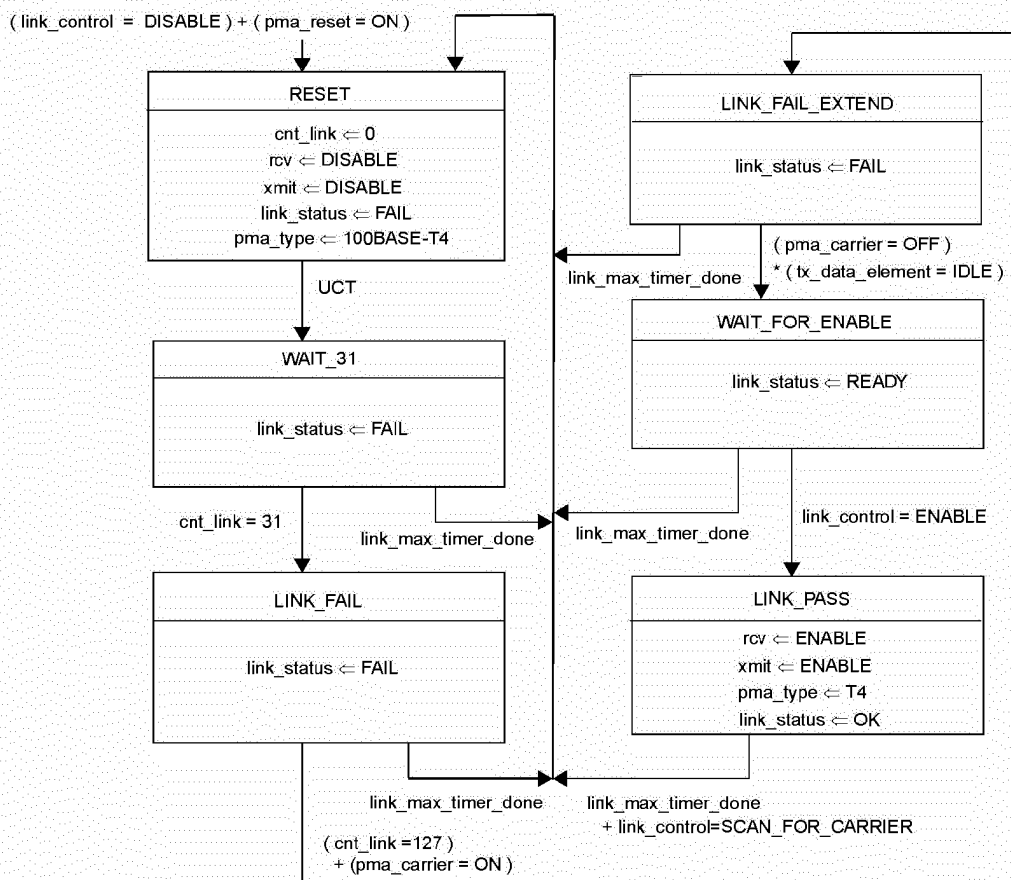 ( link_control = DISABLE ) + ( pma_reset = ON )
RESET
cnt_link ⇐ 0
rcv ⇐ DISABLE
xmit ⇐ DISABLE
link_status ⇐ FAIL
pma_type ⇐ 100BASE-T4
UCT
WAIT_31
link_status ⇐ FAIL
cnt_link = 31
link_max_timer_done
LINK_FAIL
link_status ⇐ FAIL
link_max_timer_done
( cnt_link =127 )
+ (pma_carrier = ON )
LINK_FAIL_EXTEND
link_status ⇐ FAIL
link_max_timer_done
( pma_carrier = OFF )
* ( tx_data_element = IDLE )
WAIT_FOR_ENABLE
link_status ⇐ READY
link_max_timer_done
link_control = ENABLE
LINK_PASS
rcv ⇐ ENABLE
xmit ⇐ ENABLE
pma_type ⇐ T4
link_status ⇐ OK
link_max_timer_done
+ link_control=SCAN_FOR_CARRIER